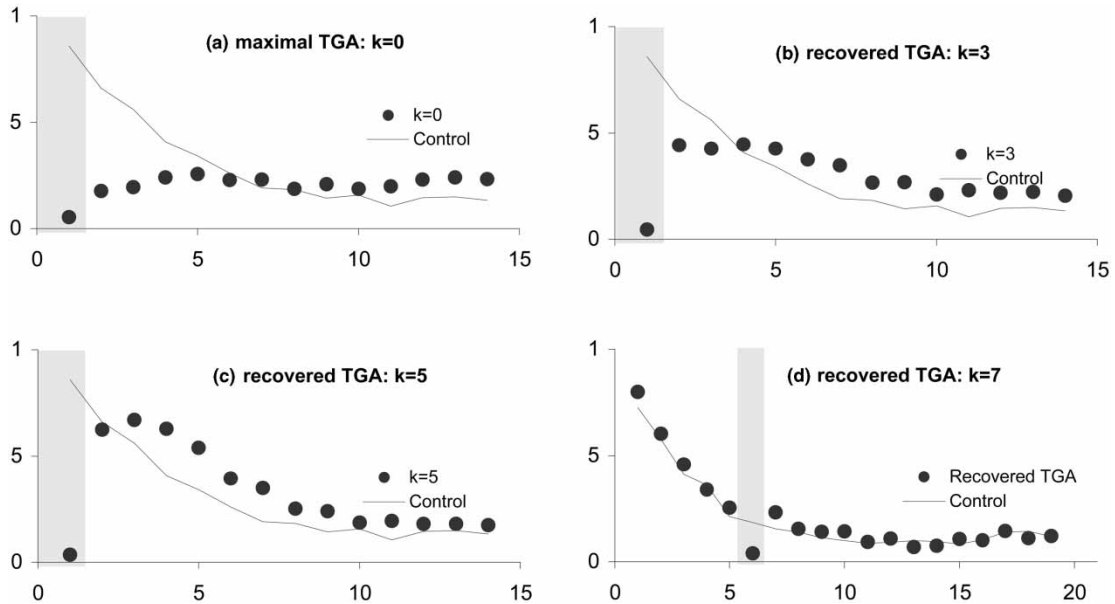 (a) maximal TGA: k=0
1
5
0
k=0
Control
0 5 10 15
(b) recovered TGA: k=3
1
5
0
k=3
Control
0 5 10 15
(c) recovered TGA: k=5
1
5
0
k=5
Control
0 5 10 15
(d) recovered TGA: k=7
1
5
0
Recovered TGA
Control
0 5 10 15 20